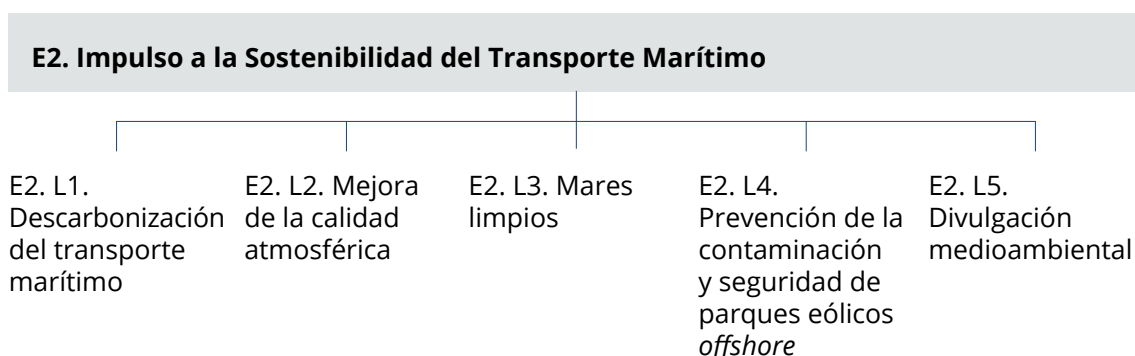 E2. Impulso a la Sostenibilidad del Transporte Marítimo
E2. L1.
Descarbonización
del transporte
marítimo
E2. L2. Mejora
de la calidad
atmosférica
E2. L3. Mares
limpios
E2. L4.
Prevención de la
contaminación
y seguridad de
parques eólicos
offshore
E2. L5.
Divulgación
medioambiental